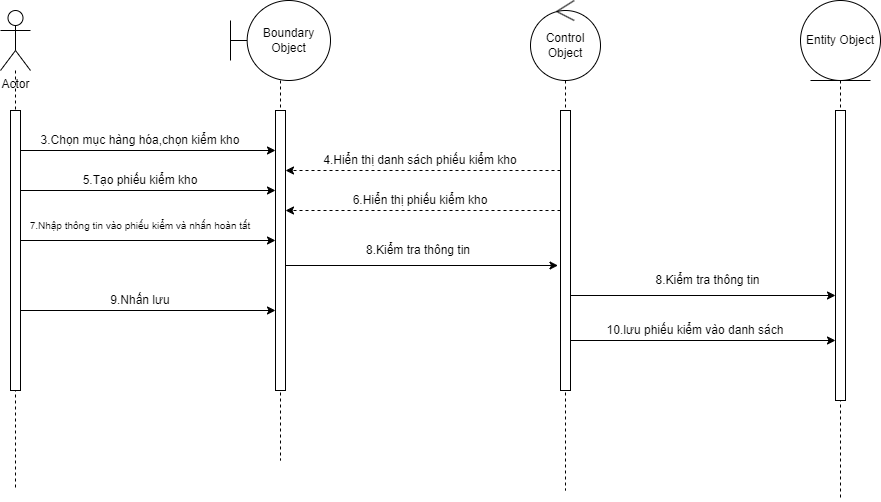 Boundary
Object
Control
Object
Entity Object
Actor
3.Chọn mục hàng hóa,chọn kiểm kho
4.Hiển thị danh sách phiếu kiểm kho
5.Tạo phiếu kiểm kho
6.Hiển thị phiếu kiểm kho
7.Nhập thông tin vào phiếu kiểm và nhấn hoàn tất
8.Kiểm tra thông tin
8.Kiểm tra thông tin
9.Nhấn lưu
10.lưu phiếu kiểm vào danh sách